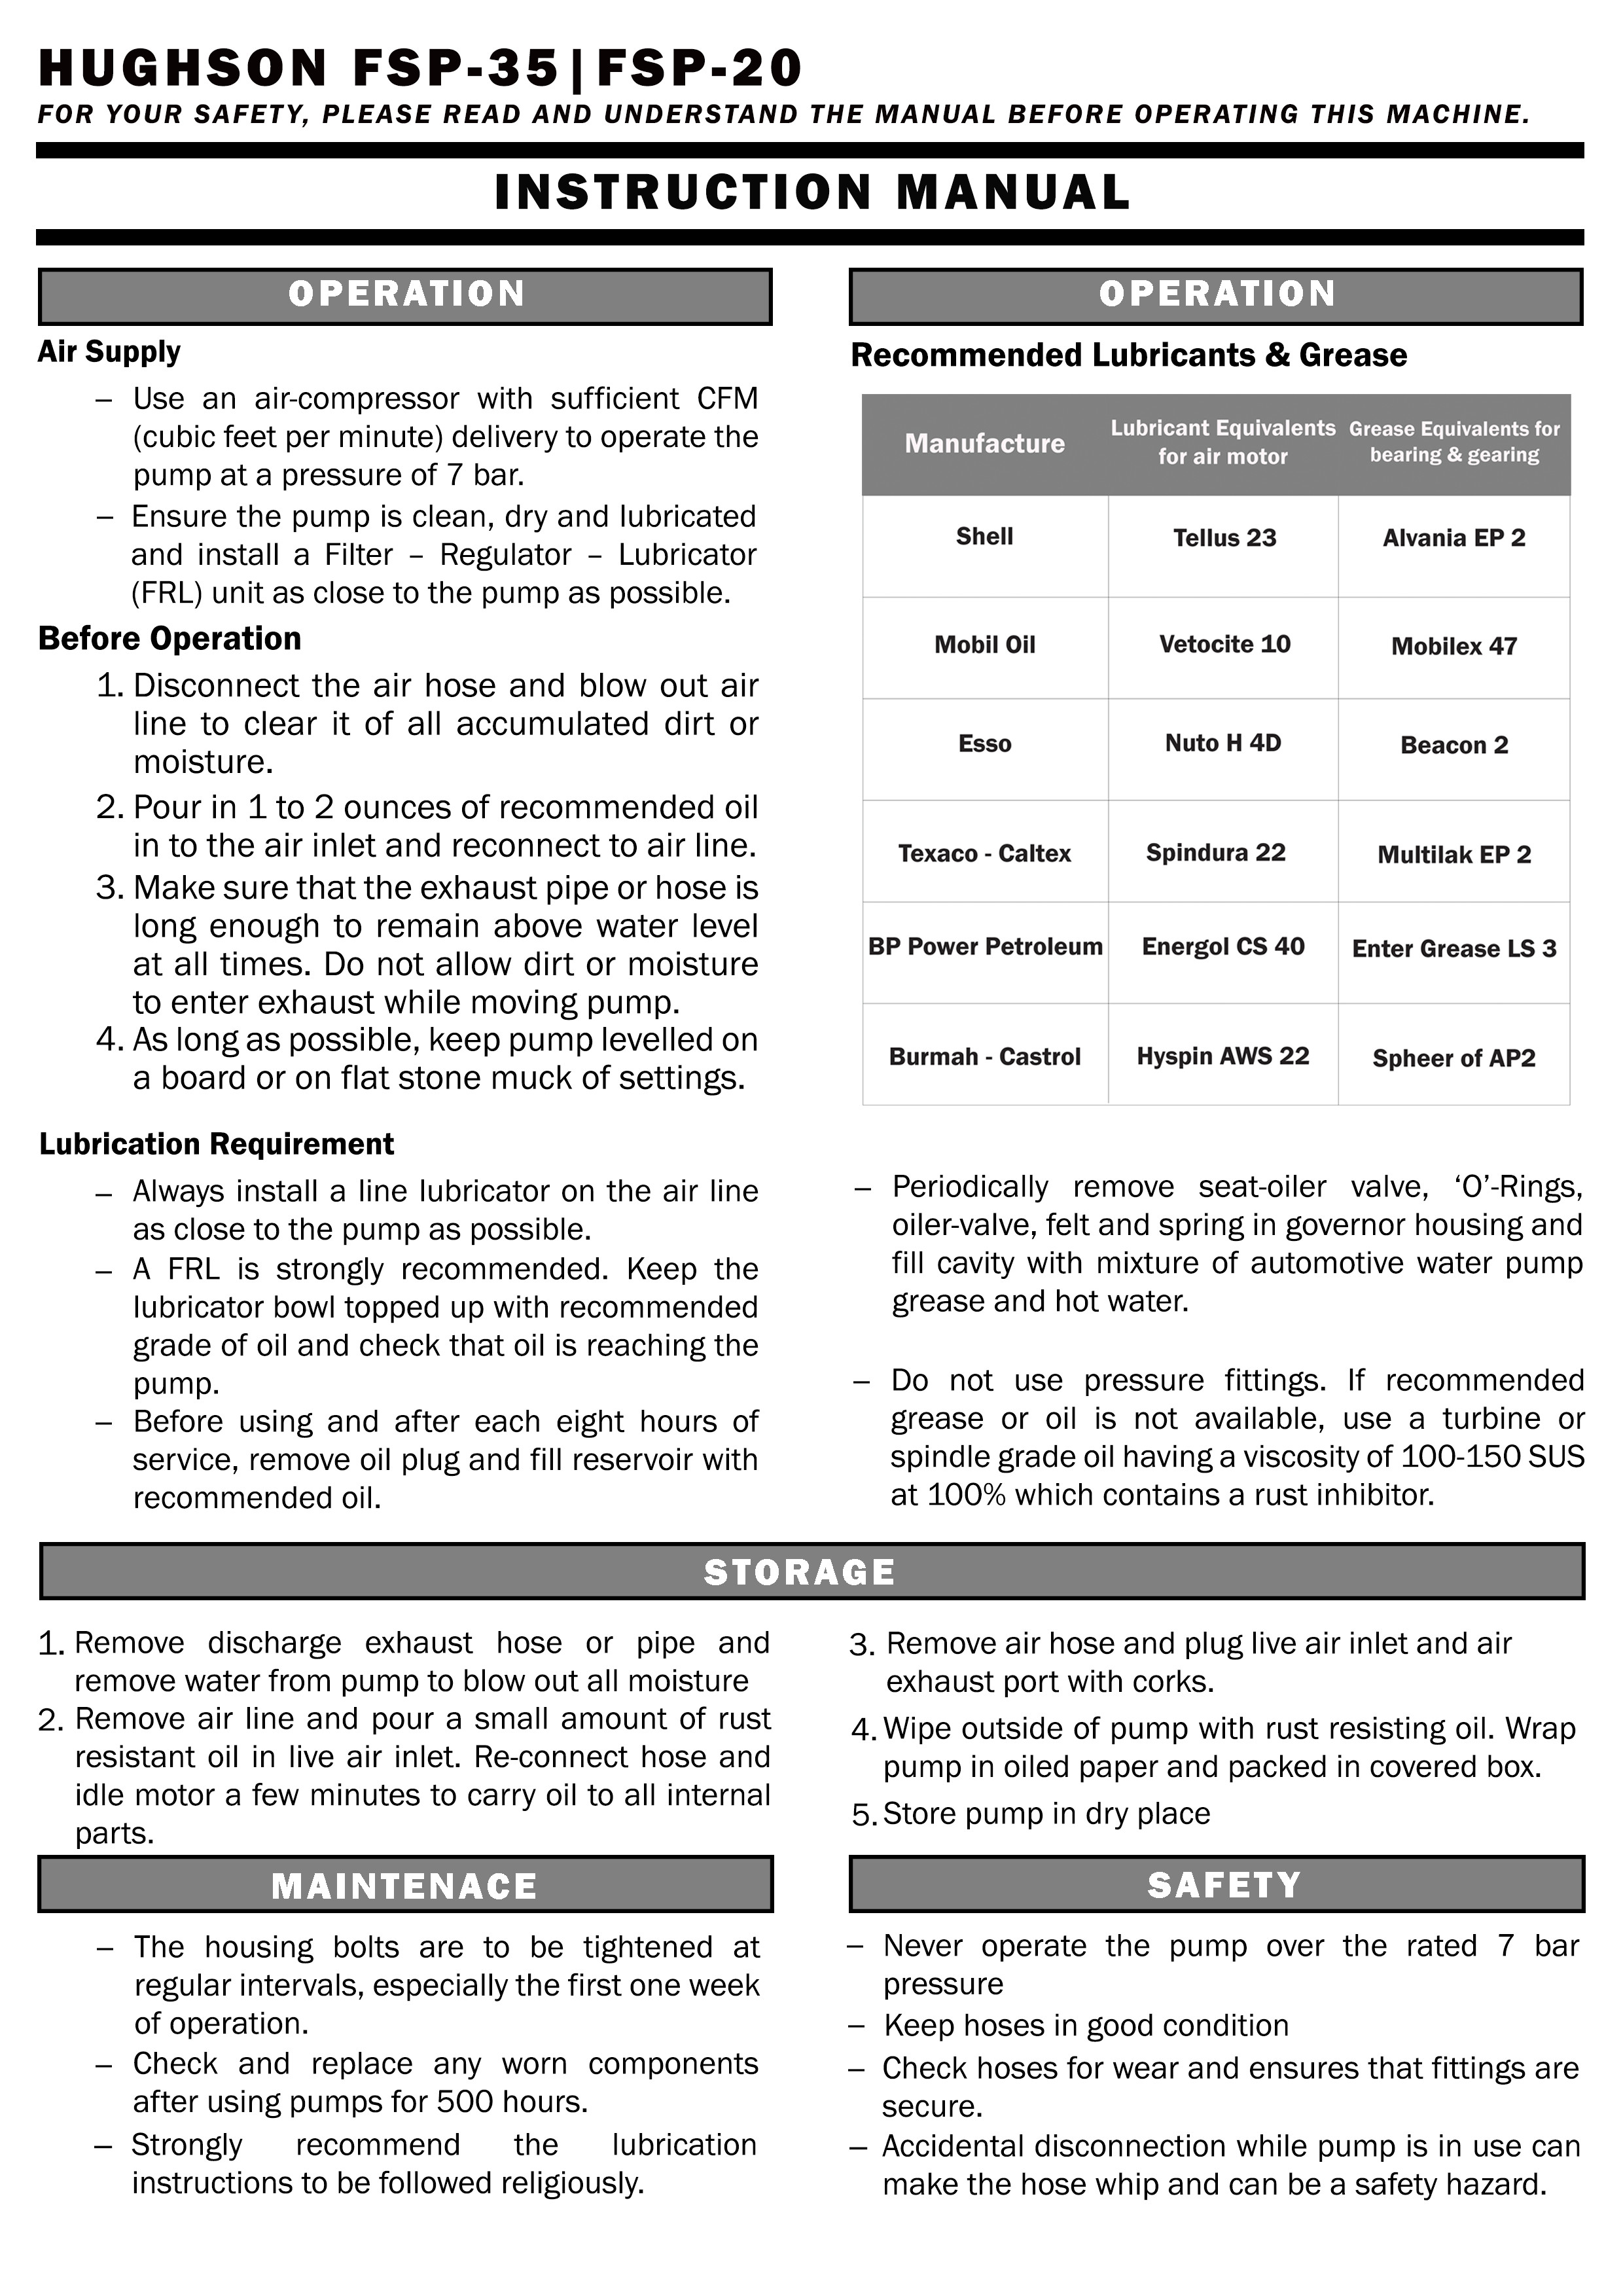 HUGHSON FSP-35|FSP-20
FOR YOUR SAFETY, PLEASE READ AND UNDERSTAND THE MANUAL BEFORE OPERATING THIS MACHINE.
INSTRUCTION MANUAL
OPERATION
Air Supply
– Use an air-compressor with sufficient CFM
(cubic feet per minute) delivery to operate the
pump at a pressure of 7 bar.
– Ensure the pump is clean, dry and lubricated
and install a Filter – Regulator – Lubricator
(FRL) unit as close to the pump as possible.
Before Operation
1. Disconnect the air hose and blow out air
line to clear it of all accumulated dirt or
moisture.
2. Pour in 1 to 2 ounces of recommended oil
in to the air inlet and reconnect to air line.
3. Make sure that the exhaust pipe or hose is
long enough to remain above water level
at all times. Do not allow dirt or moisture
to enter exhaust while moving pump.
4. As long as possible, keep pump levelled on
a board or on flat stone muck of settings.
Lubrication Requirement
– Always install a line lubricator on the air line
as close to the pump as possible.
– A FRL is strongly recommended. Keep the
lubricator bowl topped up with recommended
grade of oil and check that oil is reaching the
pump.
– Before using and after each eight hours of
service, remove oil plug and fill reservoir with
recommended oil.
OPERATION
Recommended Lubricants & Grease
Manufacture Lubricant Equivalents for air motor Grease Equivalents for bearing & gearing
Shell Tellus 23 Alvania EP 2
Mobil Oil Vetocite 10 Mobilex 47
Esso Nuto H 4D Beacon 2
Texaco - Caltex Spindura 22 Multilak EP 2
BP Power Petroleum Energol CS 40 Enter Grease LS 3
Burmah - Castrol Hyspin AWS 22 Spheer of AP2
– Periodically remove seat-oiler valve, ‘O’-Rings,
oiler-valve, felt and spring in governor housing and
fill cavity with mixture of automotive water pump
grease and hot water.
– Do not use pressure fittings. If recommended
grease or oil is not available, use a turbine or
spindle grade oil having a viscosity of 100-150 SUS
at 100% which contains a rust inhibitor.
STORAGE
1. Remove discharge exhaust hose or pipe and
remove water from pump to blow out all moisture
2. Remove air line and pour a small amount of rust
resistant oil in live air inlet. Re-connect hose and
idle motor a few minutes to carry oil to all internal
parts.
3. Remove air hose and plug live air inlet and air
exhaust port with corks.
4. Wipe outside of pump with rust resisting oil. Wrap
pump in oiled paper and packed in covered box.
5. Store pump in dry place
MAINTENACE
– The housing bolts are to be tightened at
regular intervals, especially the first one week
of operation.
– Check and replace any worn components
after using pumps for 500 hours.
– Strongly recommend the lubrication
instructions to be followed religiously.
SAFETY
– Never operate the pump over the rated 7 bar
pressure
– Keep hoses in good condition
– Check hoses for wear and ensures that fittings are
secure.
– Accidental disconnection while pump is in use can
make the hose whip and can be a safety hazard.